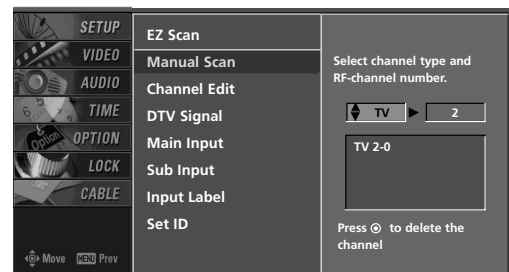 SETUP
VIDEO
AUDIO
TIME
OPTION
LOCK
CABLE
Move MENU Prev
EZ Scan
Manual Scan
Channel Edit
DTV Signal
Main Input
Sub Input
Input Label
Set ID
Select channel type and
RF-channel number.
TV 2
TV 2-0
Press to delete the
channel